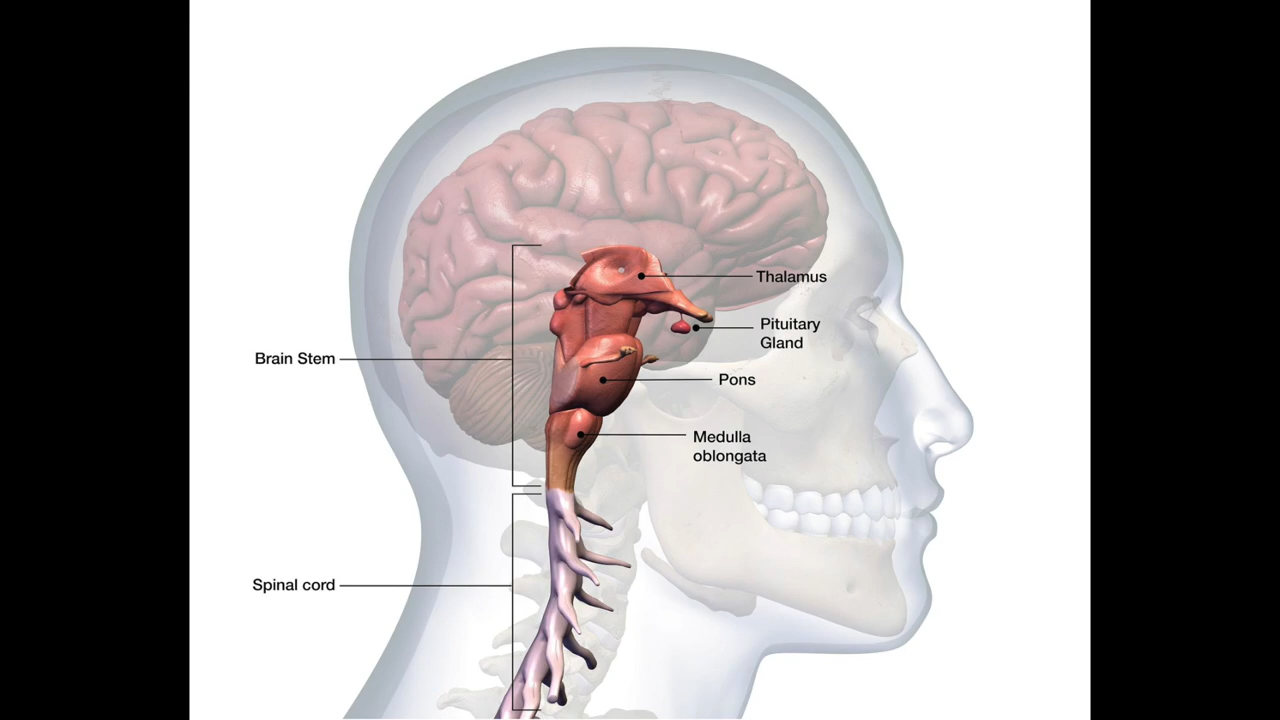 Thalamus
Pituitary
Gland
Brain Stem
Pons
Medulla
oblongata
Spinal cord